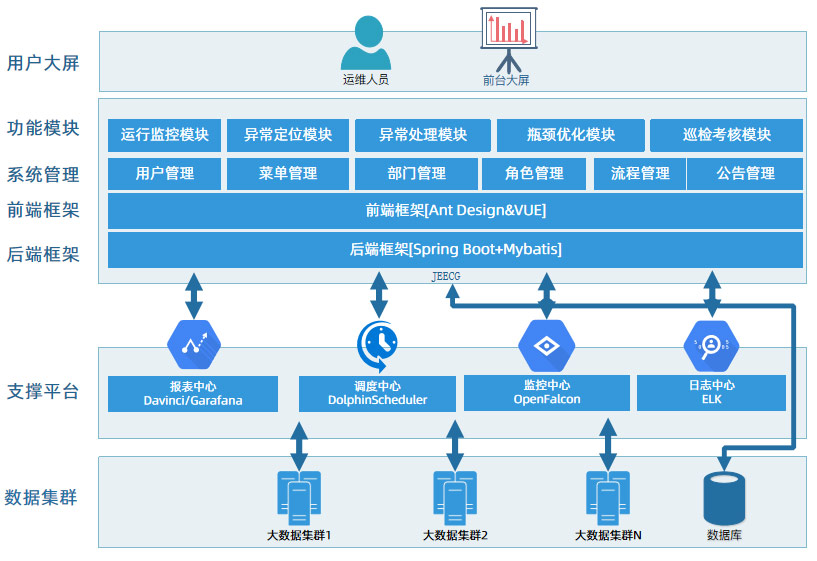 用户大屏
运维人员
前台大屏
功能模块
运行监控模块
异常定位模块
异常处理模块
瓶颈优化模块
巡检考核模块
系统管理
用户管理
菜单管理
部门管理
角色管理
流程管理
公告管理
前端框架
前端框架[Ant Design&VUE]
后端框架
后端框架[Spring Boot+Mybatis]
JEECG
支撑平台
报表中心
Davinci/Garafana
调度中心
DolphinScheduler
监控中心
OpenFalcon
日志中心
ELK
数据集群
大数据集群1
大数据集群2
大数据集群N
数据库